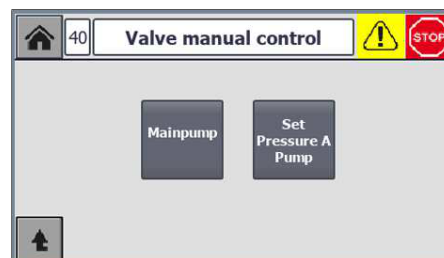 40
Valve manual control
STOP
Mainpump
Set
Pressure A
Pump